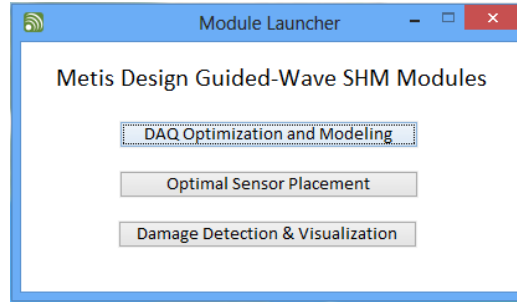 Module Launcher
Metis Design Guided-Wave SHM Modules
DAQ Optimization and Modeling
Optimal Sensor Placement
Damage Detection & Visualization